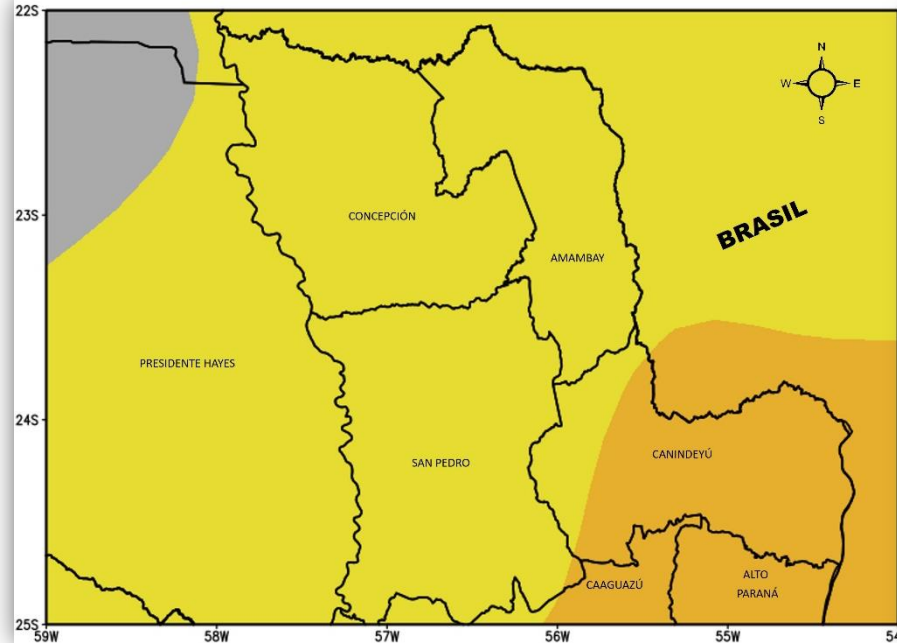 22S
N
W
E
S
BRASIL
23S
CONCEPCIÓN
AMAMBAY
PRESIDENTE HAYES
24S
CANINDEYÚ
SAN PEDRO
CAAGUAZÚ
ALTO
PARANÁ
25S
59W
58W
57W
56W
55W
54